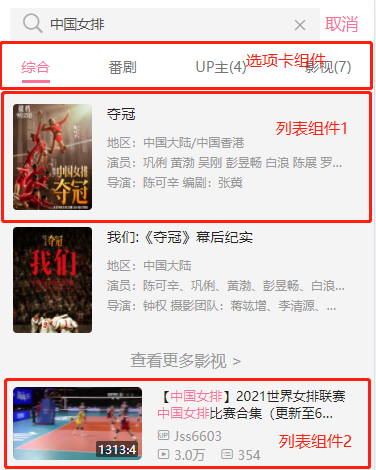 中国女排
取消
综合
番剧
UP主(4)
选项卡组件
影视(7)
夺冠
地区：中国大陆/中国香港
列表组件1
演员：巩俐 黄渤 吴刚 彭昱畅 白浪 陈展 罗...
导演：陈可辛 编剧：张冀
中国女排
夺冠
我们:《夺冠》幕后纪实
地区：中国大陆
演员：陈可辛、巩俐、黄渤、彭昱畅、白浪...
导演：钟权 摄影团队：蒋竑增、李清源、...
夺冠
我们
查看更多影视 >
【中国女排】2021世界女排联赛
中国女排比赛合集（更新至6...
UP Jss6603
列表组件2
3.0万
354
1313:4